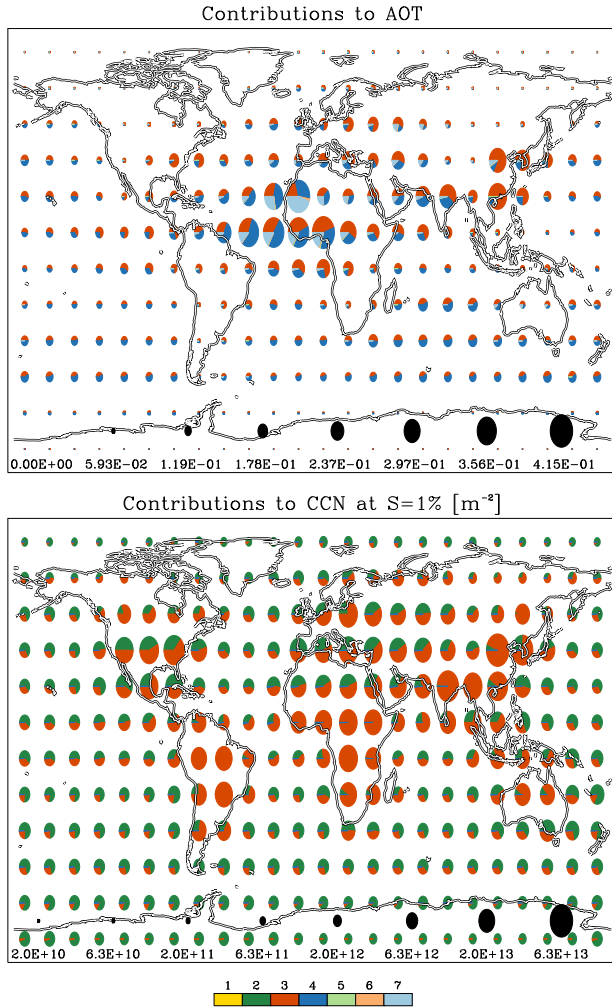 Contributions to AOT
0.00E+00 5.93E-02 1.19E-01 1.78E-01 2.37E-01 2.97E-01 3.56E-01 4.15E-01
Contributions to CCN at S=1% [m⁻²]
2.0E+10 6.3E+10 2.0E+11 6.3E+11 2.0E+12 6.3E+12 2.0E+13 6.3E+13
1 2 3 4 5 6 7